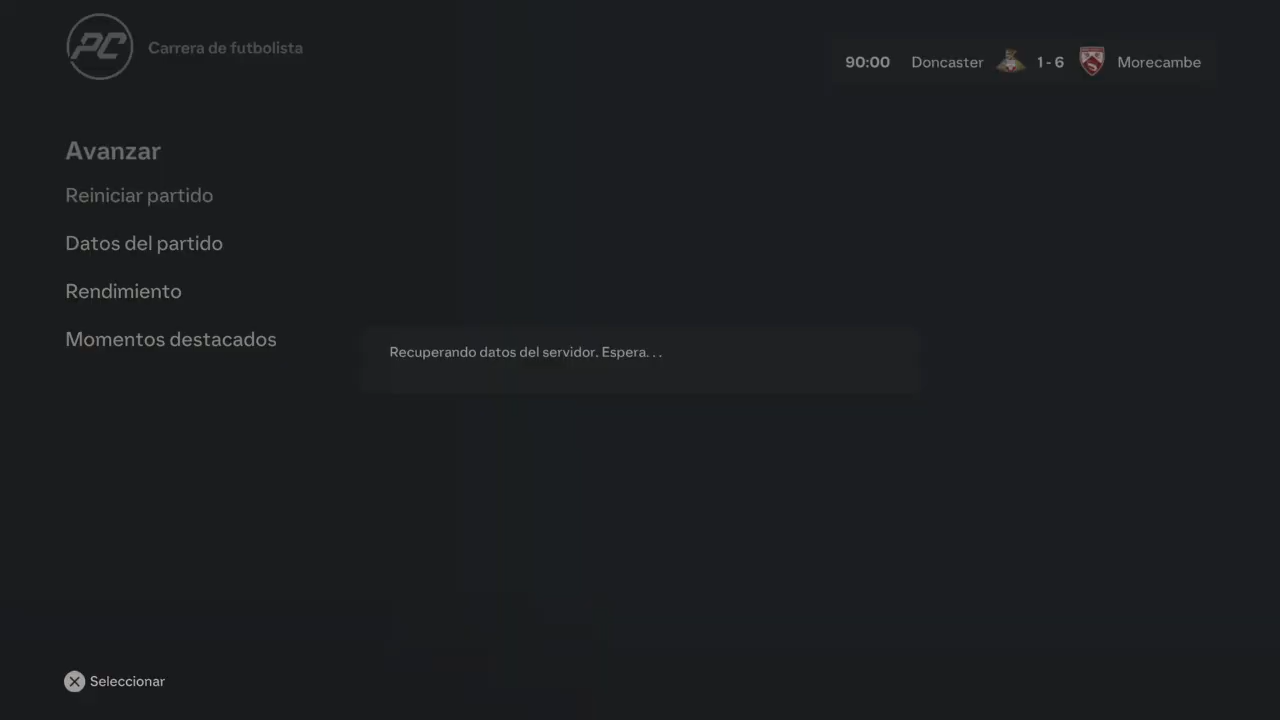 PC Carrera de futbolista
90:00 Doncaster 1 - 6 Morecambe
Avanzar
Reiniciar partido
Datos del partido
Rendimiento
Momentos destacados
Recuperando datos del servidor. Espera. . .
Seleccionar